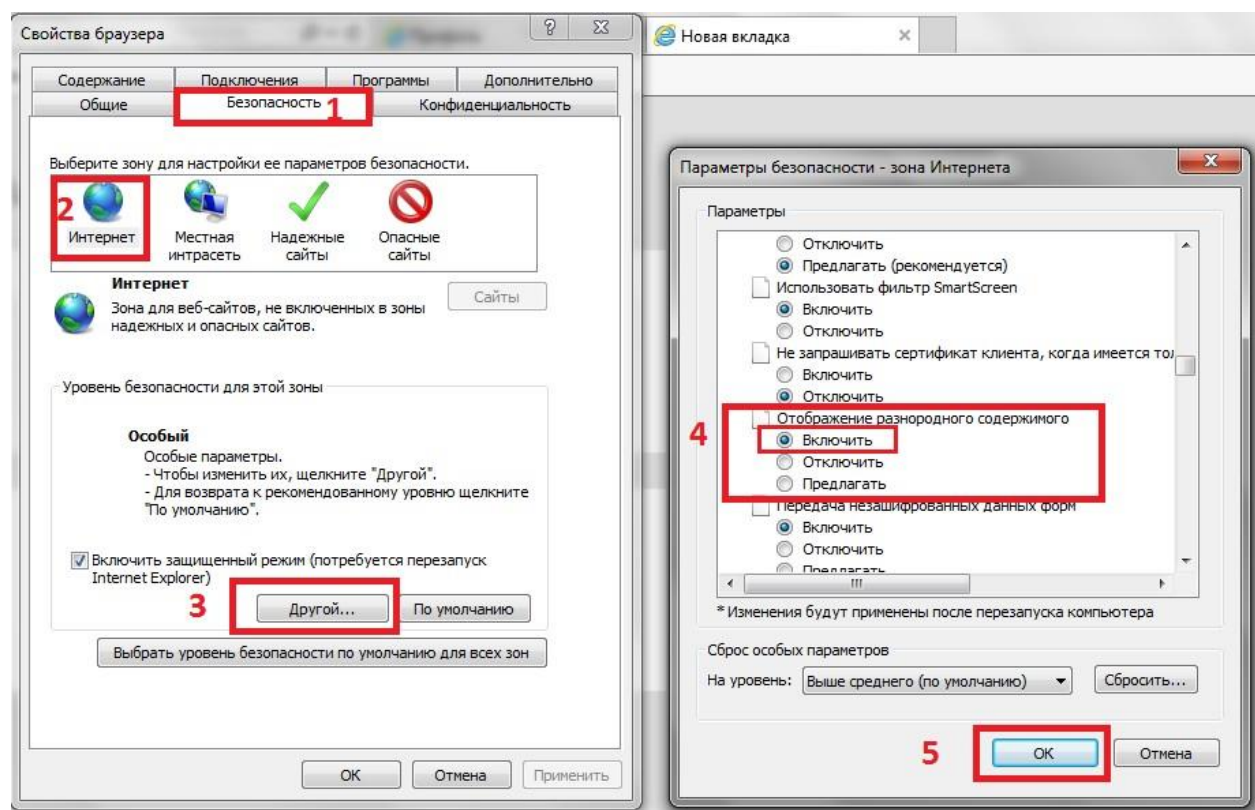 Свойства браузера
Содержание Подключения Программы Дополнительно
Общие Безопасность Конфиденциальность
1
Выберите зону для настройки ее параметров безопасности.
2
Интернет
Местная интрасеть
Надежные сайты
Опасные сайты
Интернет
Зона для веб-сайтов, не включенных в зоны
надежных и опасных сайтов.
Сайты
Уровень безопасности для этой зоны
Особый
Особые параметры.
- Чтобы изменить их, щелкните "Другой".
- Для возврата к рекомендованному уровню щелкните
"По умолчанию".
Включить защищенный режим (потребуется перезапуск
Internet Explorer)
3
Другой... По умолчанию
Выбрать уровень безопасности по умолчанию для всех зон
ОК Отмена Применить
Новая вкладка
Параметры безопасности - зона Интернета
Параметры
Отключить
Предлагать (рекомендуется)
Использовать фильтр SmartScreen
Включить
Отключить
Не запрашивать сертификат клиента, когда имеется тол
Включить
Отключить
4
Отображение разнородного содержимого
Включить
Отключить
Предлагать
Передача незашифрованных данных форм
Включить
Отключить
Предлагать
* Изменения будут применены после перезапуска компьютера
Сброс особых параметров
На уровень: Выше среднего (по умолчанию) Сбросить...
5
ОК Отмена